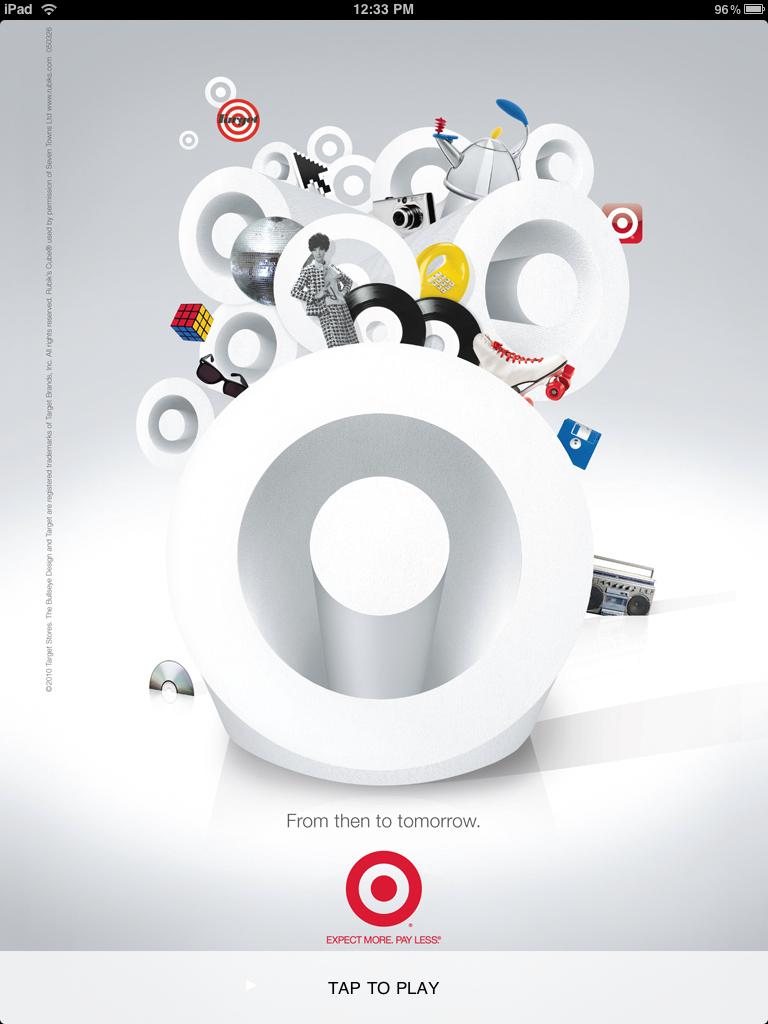 iPad
12:33 PM
96%
©2010 Target Stores. The Bullseye Design and Target are registered trademarks of Target Brands, Inc. All rights reserved. Rubik's Cube® used by permission of Seven Towns Ltd www.rubiks.com 050326
Target
From then to tomorrow.
EXPECT MORE. PAY LESS.®
TAP TO PLAY